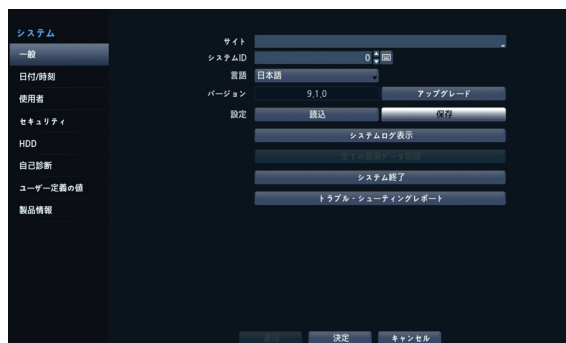 システム
一般
日付/時刻
使用者
セキュリティ
HDD
自己診断
ユーザー定義の値
製品情報
サイト
システムID 0
言語 日本語
バージョン 9.1.0 アップグレード
設定 読込 保存
システムログ表示
システム終了
トラブル・シューティングレポート
決定 キャンセル